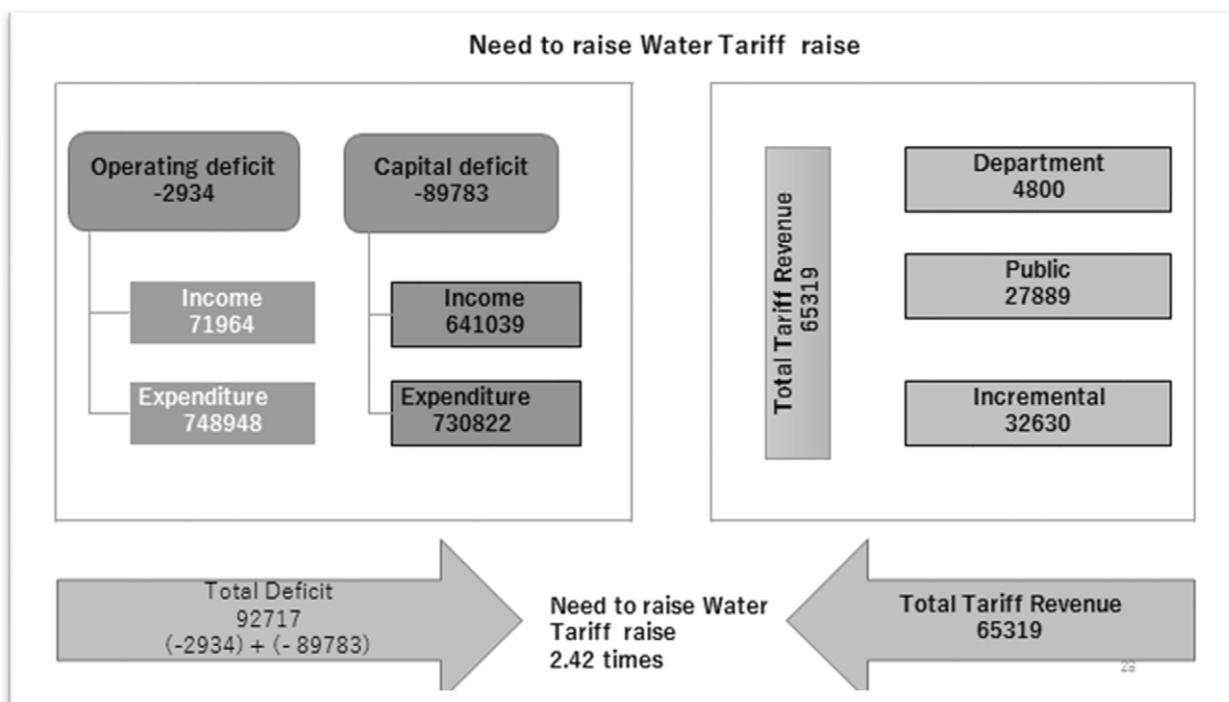 Need to raise Water Tariff raise
Operating deficit
-2934
Capital deficit
-89783
Income
71964
Income
641039
Expenditure
748948
Expenditure
730822
Total Tariff Revenue
65319
Department
4800
Public
27889
Incremental
32630
Total Deficit
92717
(-2934) + (- 89783)
Need to raise Water
Tariff raise
2.42 times
Total Tariff Revenue
65319